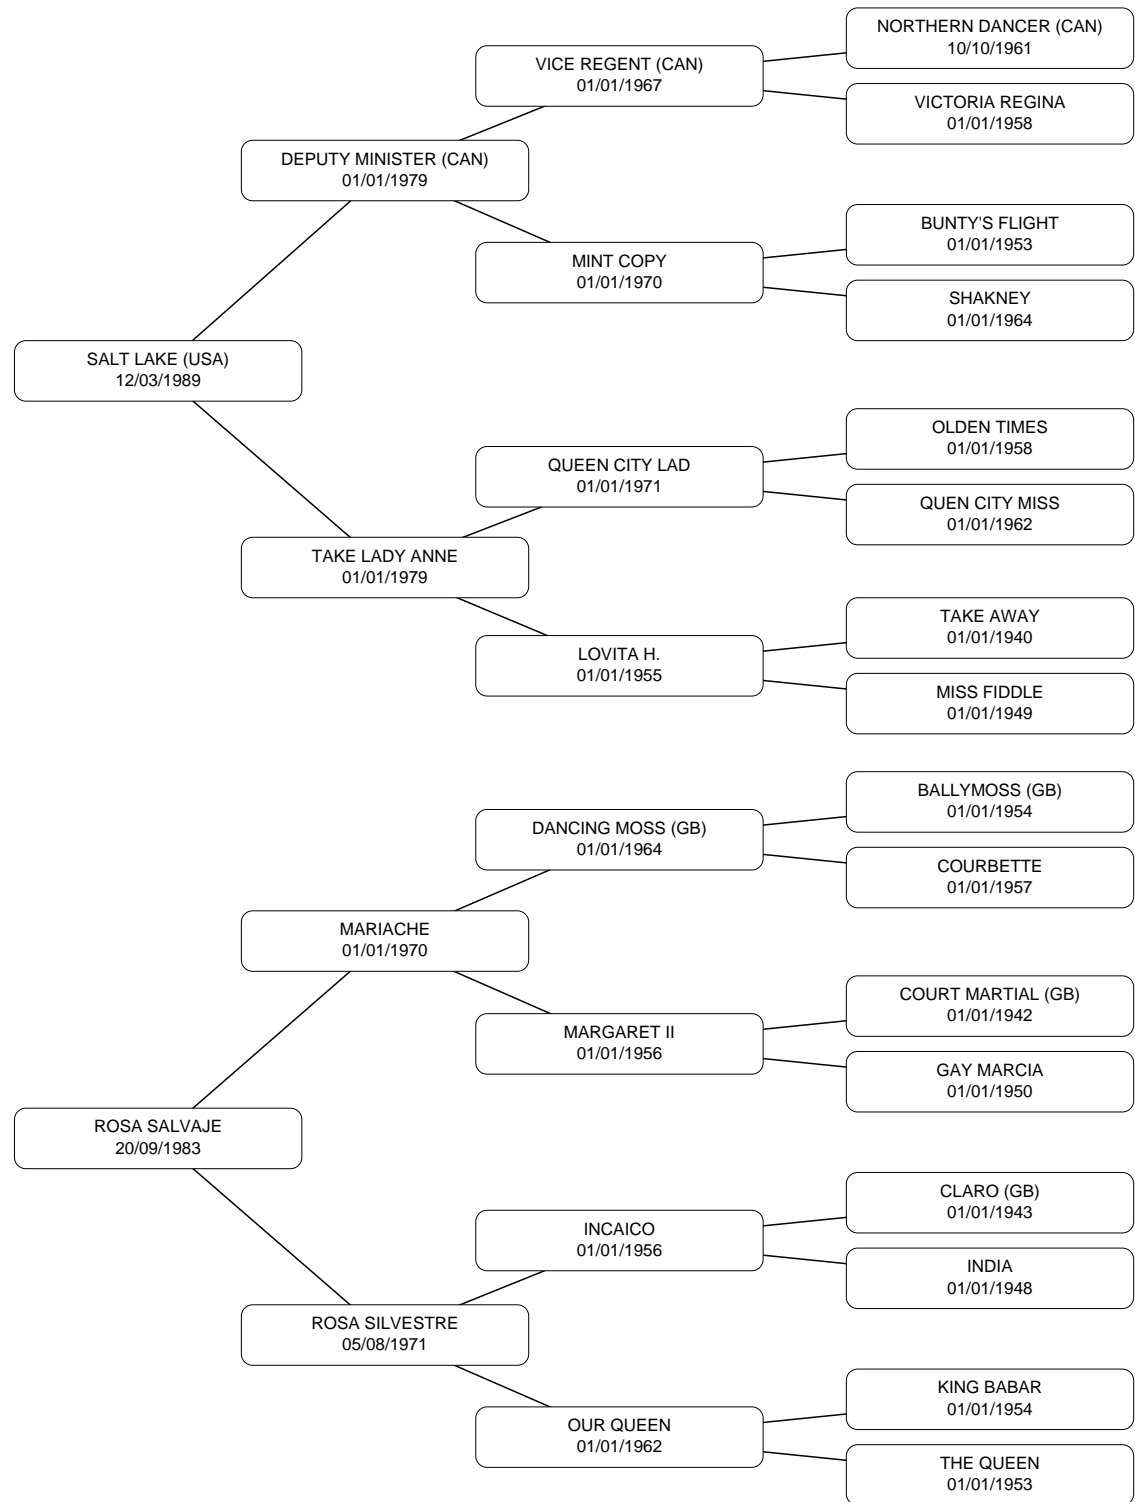 NORTHERN DANCER (CAN)
10/10/1961
VICE REGENT (CAN)
01/01/1967
VICTORIA REGINA
01/01/1958
DEPUTY MINISTER (CAN)
01/01/1979
BUNTY'S FLIGHT
01/01/1953
MINT COPY
01/01/1970
SHAKNEY
01/01/1964
SALT LAKE (USA)
12/03/1989
OLDEN TIMES
01/01/1958
QUEEN CITY LAD
01/01/1971
QUEN CITY MISS
01/01/1962
TAKE LADY ANNE
01/01/1979
TAKE AWAY
01/01/1940
LOVITA H.
01/01/1955
MISS FIDDLE
01/01/1949
BALLYMOSS (GB)
01/01/1954
DANCING MOSS (GB)
01/01/1964
COURBETTE
01/01/1957
MARIACHE
01/01/1970
COURT MARTIAL (GB)
01/01/1942
MARGARET II
01/01/1956
GAY MARCIA
01/01/1950
ROSA SALVAJE
20/09/1983
CLARO (GB)
01/01/1943
INCAICO
01/01/1956
INDIA
01/01/1948
ROSA SILVESTRE
05/08/1971
KING BABAR
01/01/1954
OUR QUEEN
01/01/1962
THE QUEEN
01/01/1953